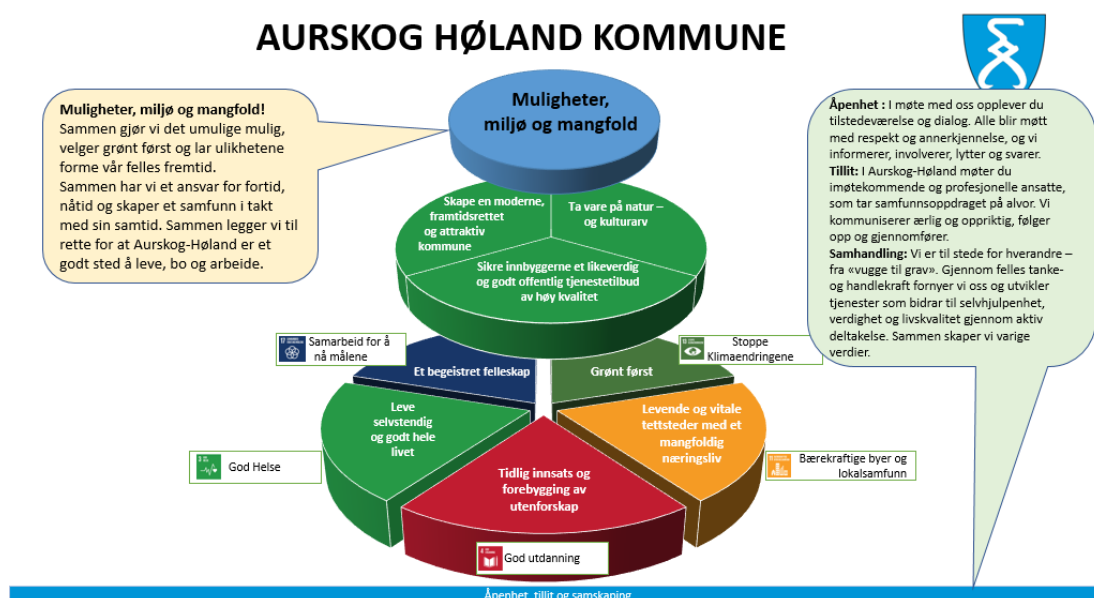 AURSKOG HØLAND KOMMUNE
Muligheter, miljø og mangfold!
Sammen gjør vi det umulige mulig,
velger grønt først og lar ulikhetene
forme vår felles fremtid.
Sammen har vi et ansvar for fortid,
nåtid og skaper et samfunn i takt
med sin samtid. Sammen legger vi til
rette for at Aurskog-Høland er et
godt sted å leve, bo og arbeide.
Muligheter,
miljø og mangfold
Skape en moderne,
framtidsrettet
og attraktiv
kommune
Ta vare på natur –
og kulturarv
Sikre innbyggerne et likeverdig
og godt offentlig tjenestetilbud
av høy kvalitet
Åpenhet : I møte med oss opplever du
tilstedeværelse og dialog. Alle blir møtt
med respekt og annerkjennelse, og vi
informerer, involverer, lytter og svarer.
Tillit: I Aurskog-Høland møter du
imøtekommende og profesjonelle ansatte,
som tar samfunnsoppdraget på alvor. Vi
kommuniserer ærlig og oppriktig, følger
opp og gjennomfører.
Samhandling: Vi er til stede for hverandre –
fra «vugge til grav». Gjennom felles tanke-
og handlekraft fornyer vi oss og utvikler
tjenester som bidrar til selvhjulpenhet,
verdighet og livskvalitet gjennom aktiv
deltakelse. Sammen skaper vi varige
verdier.
Samarbeid for å
nå målene
Stoppe
Klimaendringene
Et begeistret felleskap
Grønt først
Leve
selvstendig
og godt hele
livet
Levende og vitale
tettsteder med et
mangfoldig
næringsliv
God Helse
Bærekraftige byer og
lokalsamfunn
Tidlig innsats og
forebygging av
utenforskap
God utdanning
Åpenhet, tillit og samskaping